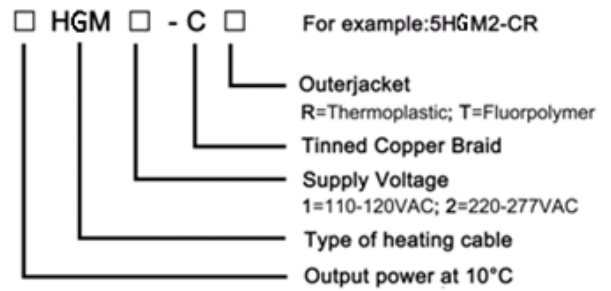 □ HGM □ - C □ For example:5HGM2-CR
Outerjacket
R=Thermoplastic; T=Fluorpolymer
Tinned Copper Braid
Supply Voltage
1=110-120VAC; 2=220-277VAC
Type of heating cable
Output power at 10°C